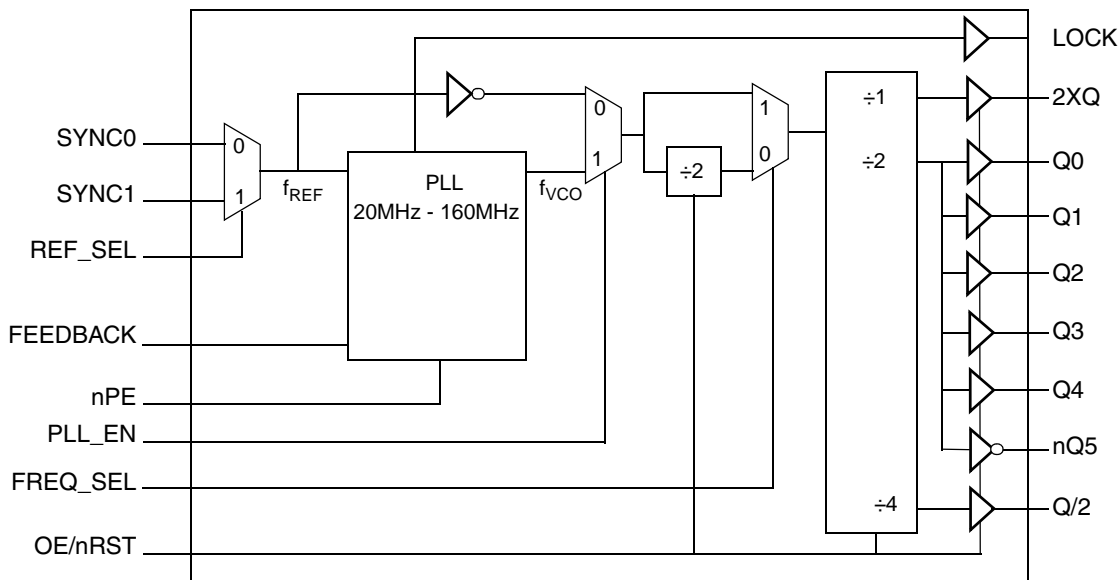 LOCK
÷1
2XQ
0
1
SYNC0
0
÷2
Q0
SYNC1
1
f_REF
PLL
20MHz - 160MHz
f_VCO
1
÷2
0
Q1
REF_SEL
Q2
FEEDBACK
Q3
nPE
Q4
PLL_EN
nQ5
FREQ_SEL
÷4
Q/2
OE/nRST